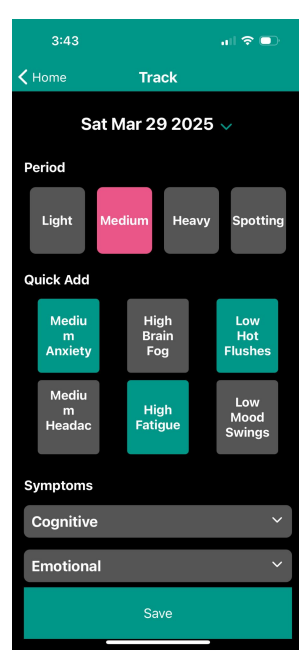 3:43
Home Track
Sat Mar 29 2025
Period
Light Medium Heavy Spotting
Quick Add
Mediu
m
Anxiety
High
Brain
Fog
Low
Hot
Flushes
Mediu
m
Headac
High
Fatigue
Low
Mood
Swings
Symptoms
Cognitive
Emotional
Save